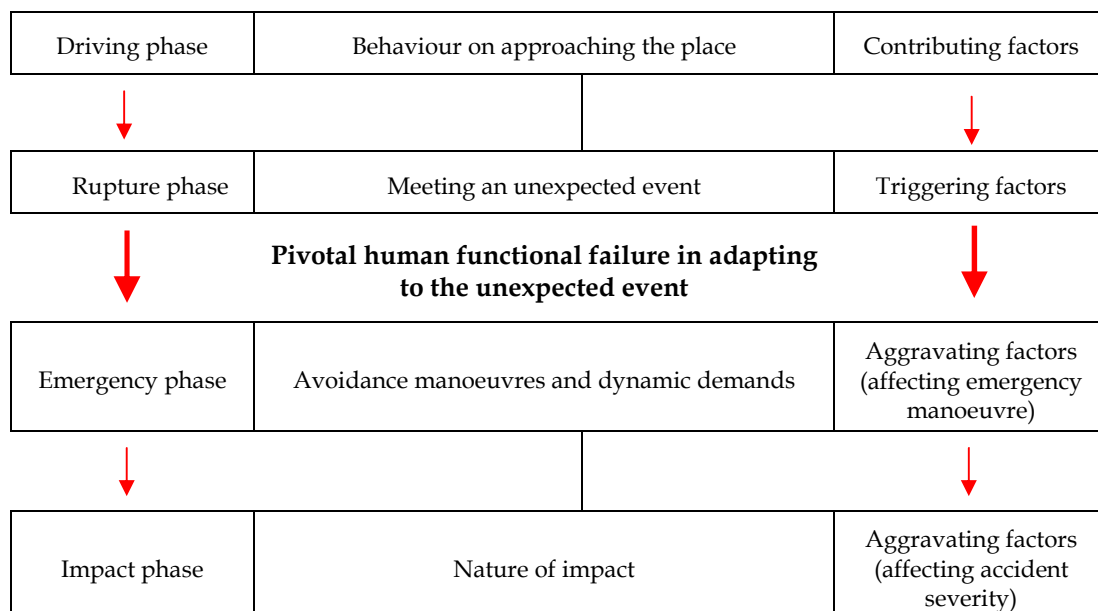 Driving phase
Behaviour on approaching the place
Contributing factors
Rupture phase
Meeting an unexpected event
Triggering factors
Pivotal human functional failure in adapting
to the unexpected event
Emergency phase
Avoidance manoeuvres and dynamic demands
Aggravating factors
(affecting emergency
manoeuvre)
Impact phase
Nature of impact
Aggravating factors
(affecting accident
severity)